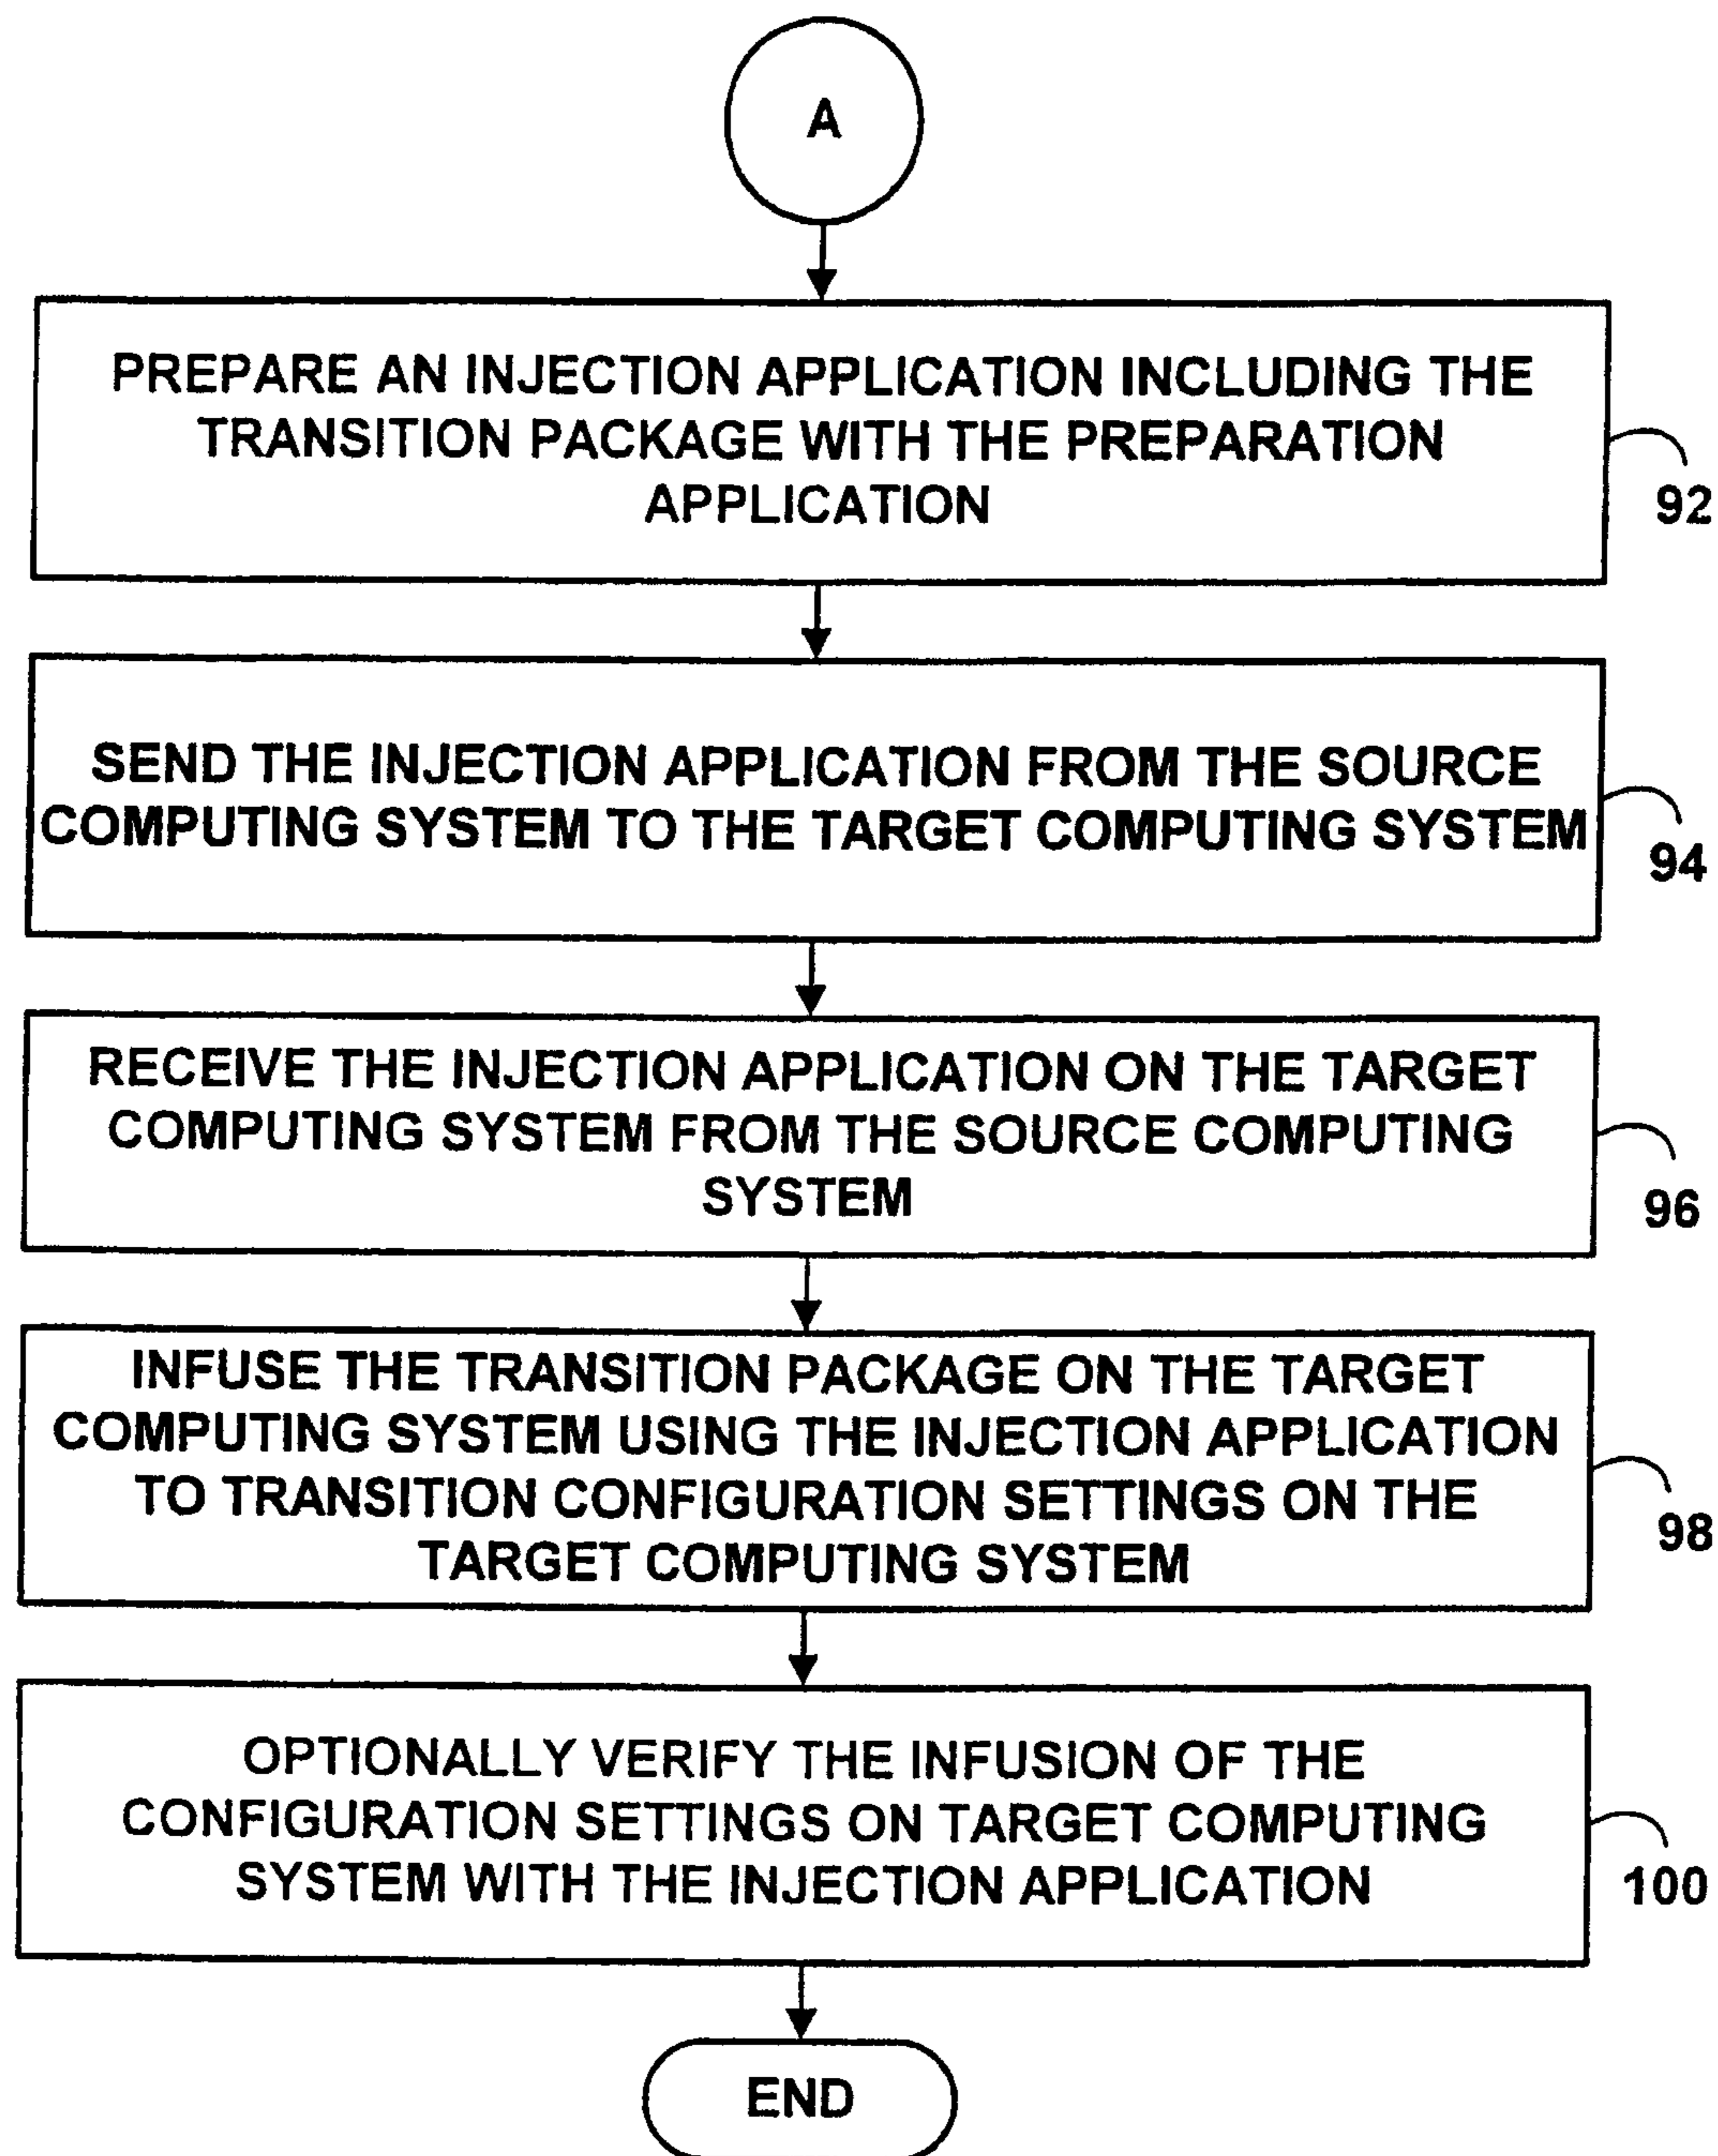 A
PREPARE AN INJECTION APPLICATION INCLUDING THE
TRANSITION PACKAGE WITH THE PREPARATION
APPLICATION
92
SEND THE INJECTION APPLICATION FROM THE SOURCE
COMPUTING SYSTEM TO THE TARGET COMPUTING SYSTEM
94
RECEIVE THE INJECTION APPLICATION ON THE TARGET
COMPUTING SYSTEM FROM THE SOURCE COMPUTING
SYSTEM
96
INFUSE THE TRANSITION PACKAGE ON THE TARGET
COMPUTING SYSTEM USING THE INJECTION APPLICATION
TO TRANSITION CONFIGURATION SETTINGS ON THE
TARGET COMPUTING SYSTEM
98
OPTIONALLY VERIFY THE INFUSION OF THE
CONFIGURATION SETTINGS ON TARGET COMPUTING
SYSTEM WITH THE INJECTION APPLICATION
100
END